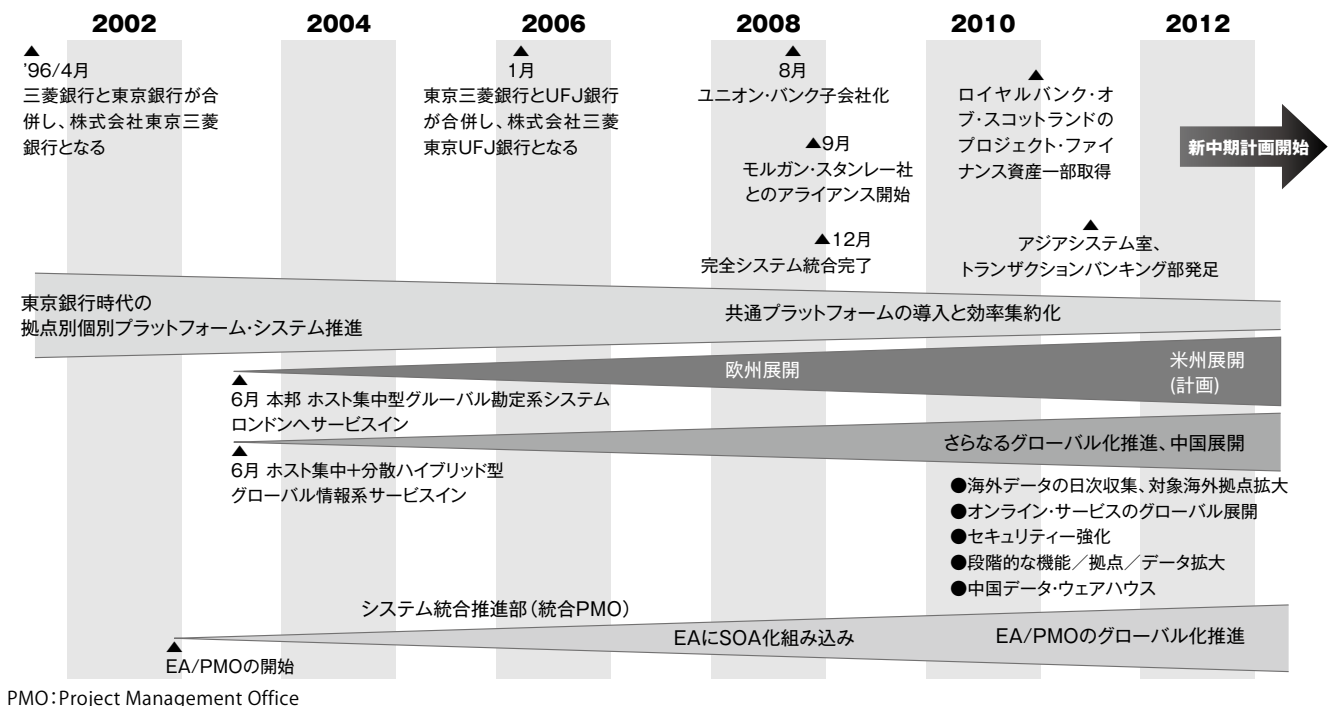 2002
2004
2006
2008
2010
2012
▲
'96/4月
三菱銀行と東京銀行が合
併し、株式会社東京三菱
銀行となる
▲
1月
東京三菱銀行とUFJ銀行
が合併し、株式会社三菱
東京UFJ銀行となる
▲
8月
ユニオン・バンク子会社化
▲9月
モルガン・スタンレー社
とのアライアンス開始
▲12月
完全システム統合完了
▲
ロイヤルバンク・オ
ブ・スコットランドの
プロジェクト・ファイ
ナンス資産一部取得
▲
アジアシステム室、
トランザクションバンキング部発足
新中期計画開始
東京銀行時代の
拠点別個別プラットフォーム・システム推進
共通プラットフォームの導入と効率集約化
欧州展開
米州展開
(計画)
▲
6月 本邦 ホスト集中型グルーバル勘定系システム
ロンドンへサービスイン
さらなるグローバル化推進、中国展開
▲
6月 ホスト集中+分散ハイブリッド型
グローバル情報系サービスイン
●海外データの日次収集、対象海外拠点拡大
●オンライン・サービスのグローバル展開
●セキュリティー強化
●段階的な機能/拠点/データ拡大
●中国データ・ウェアハウス
システム統合推進部(統合PMO)
EAにSOA化組み込み
EA/PMOのグローバル化推進
▲
EA/PMOの開始
PMO:Project Management Office